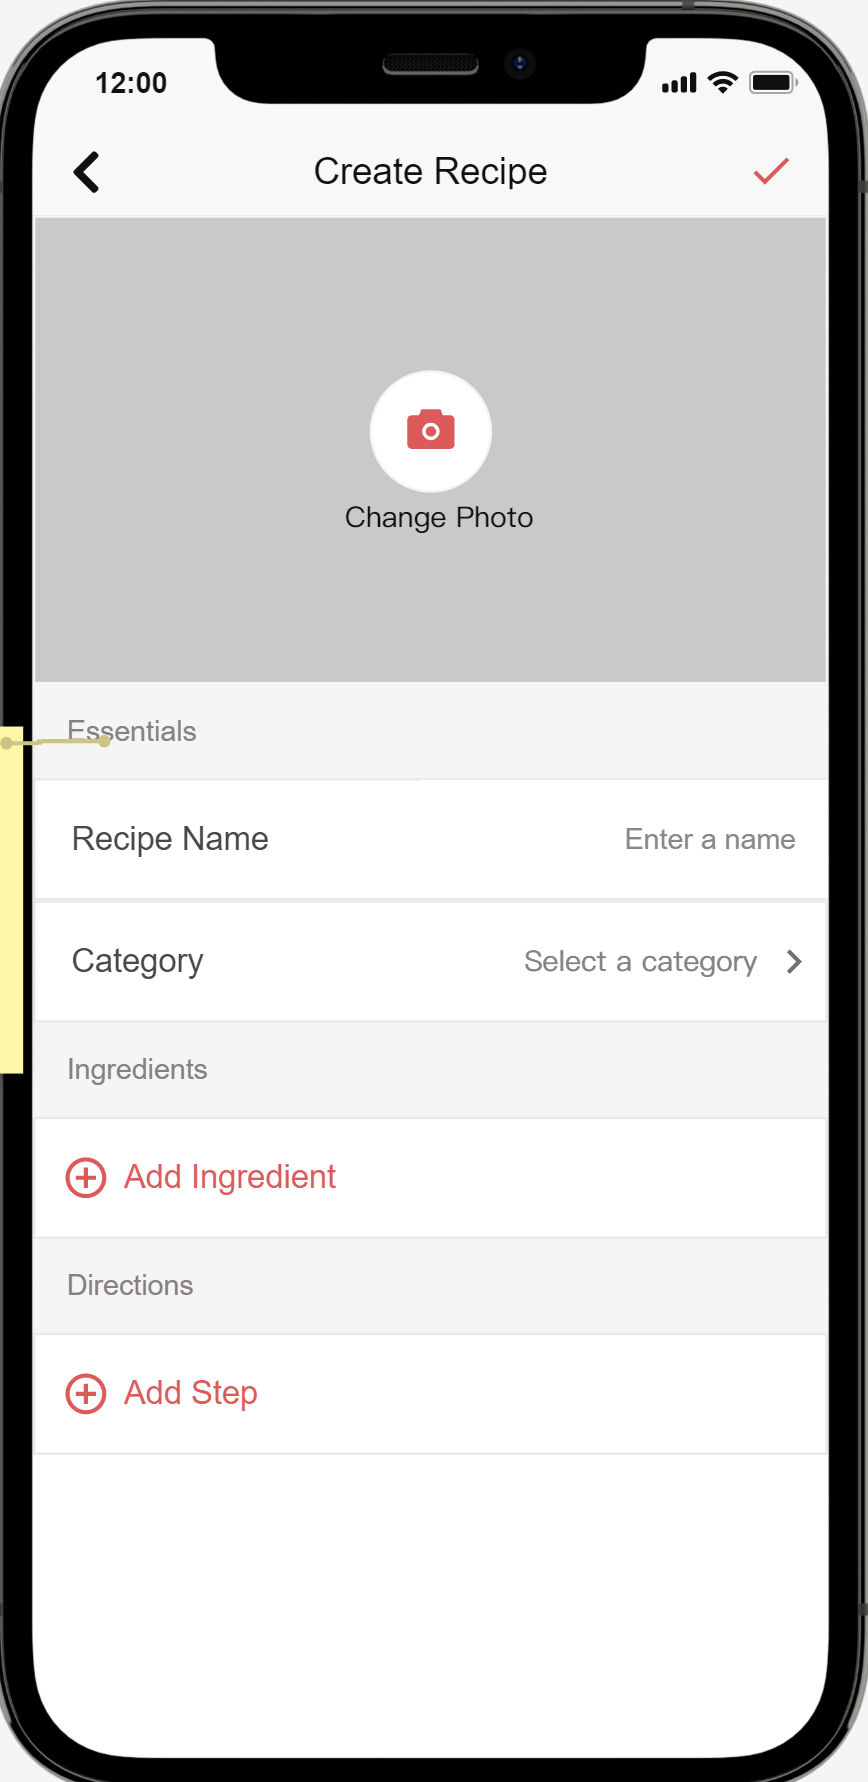 12:00
Create Recipe
Change Photo
Essentials
Recipe Name Enter a name
Category Select a category
Ingredients
Add Ingredient
Directions
Add Step